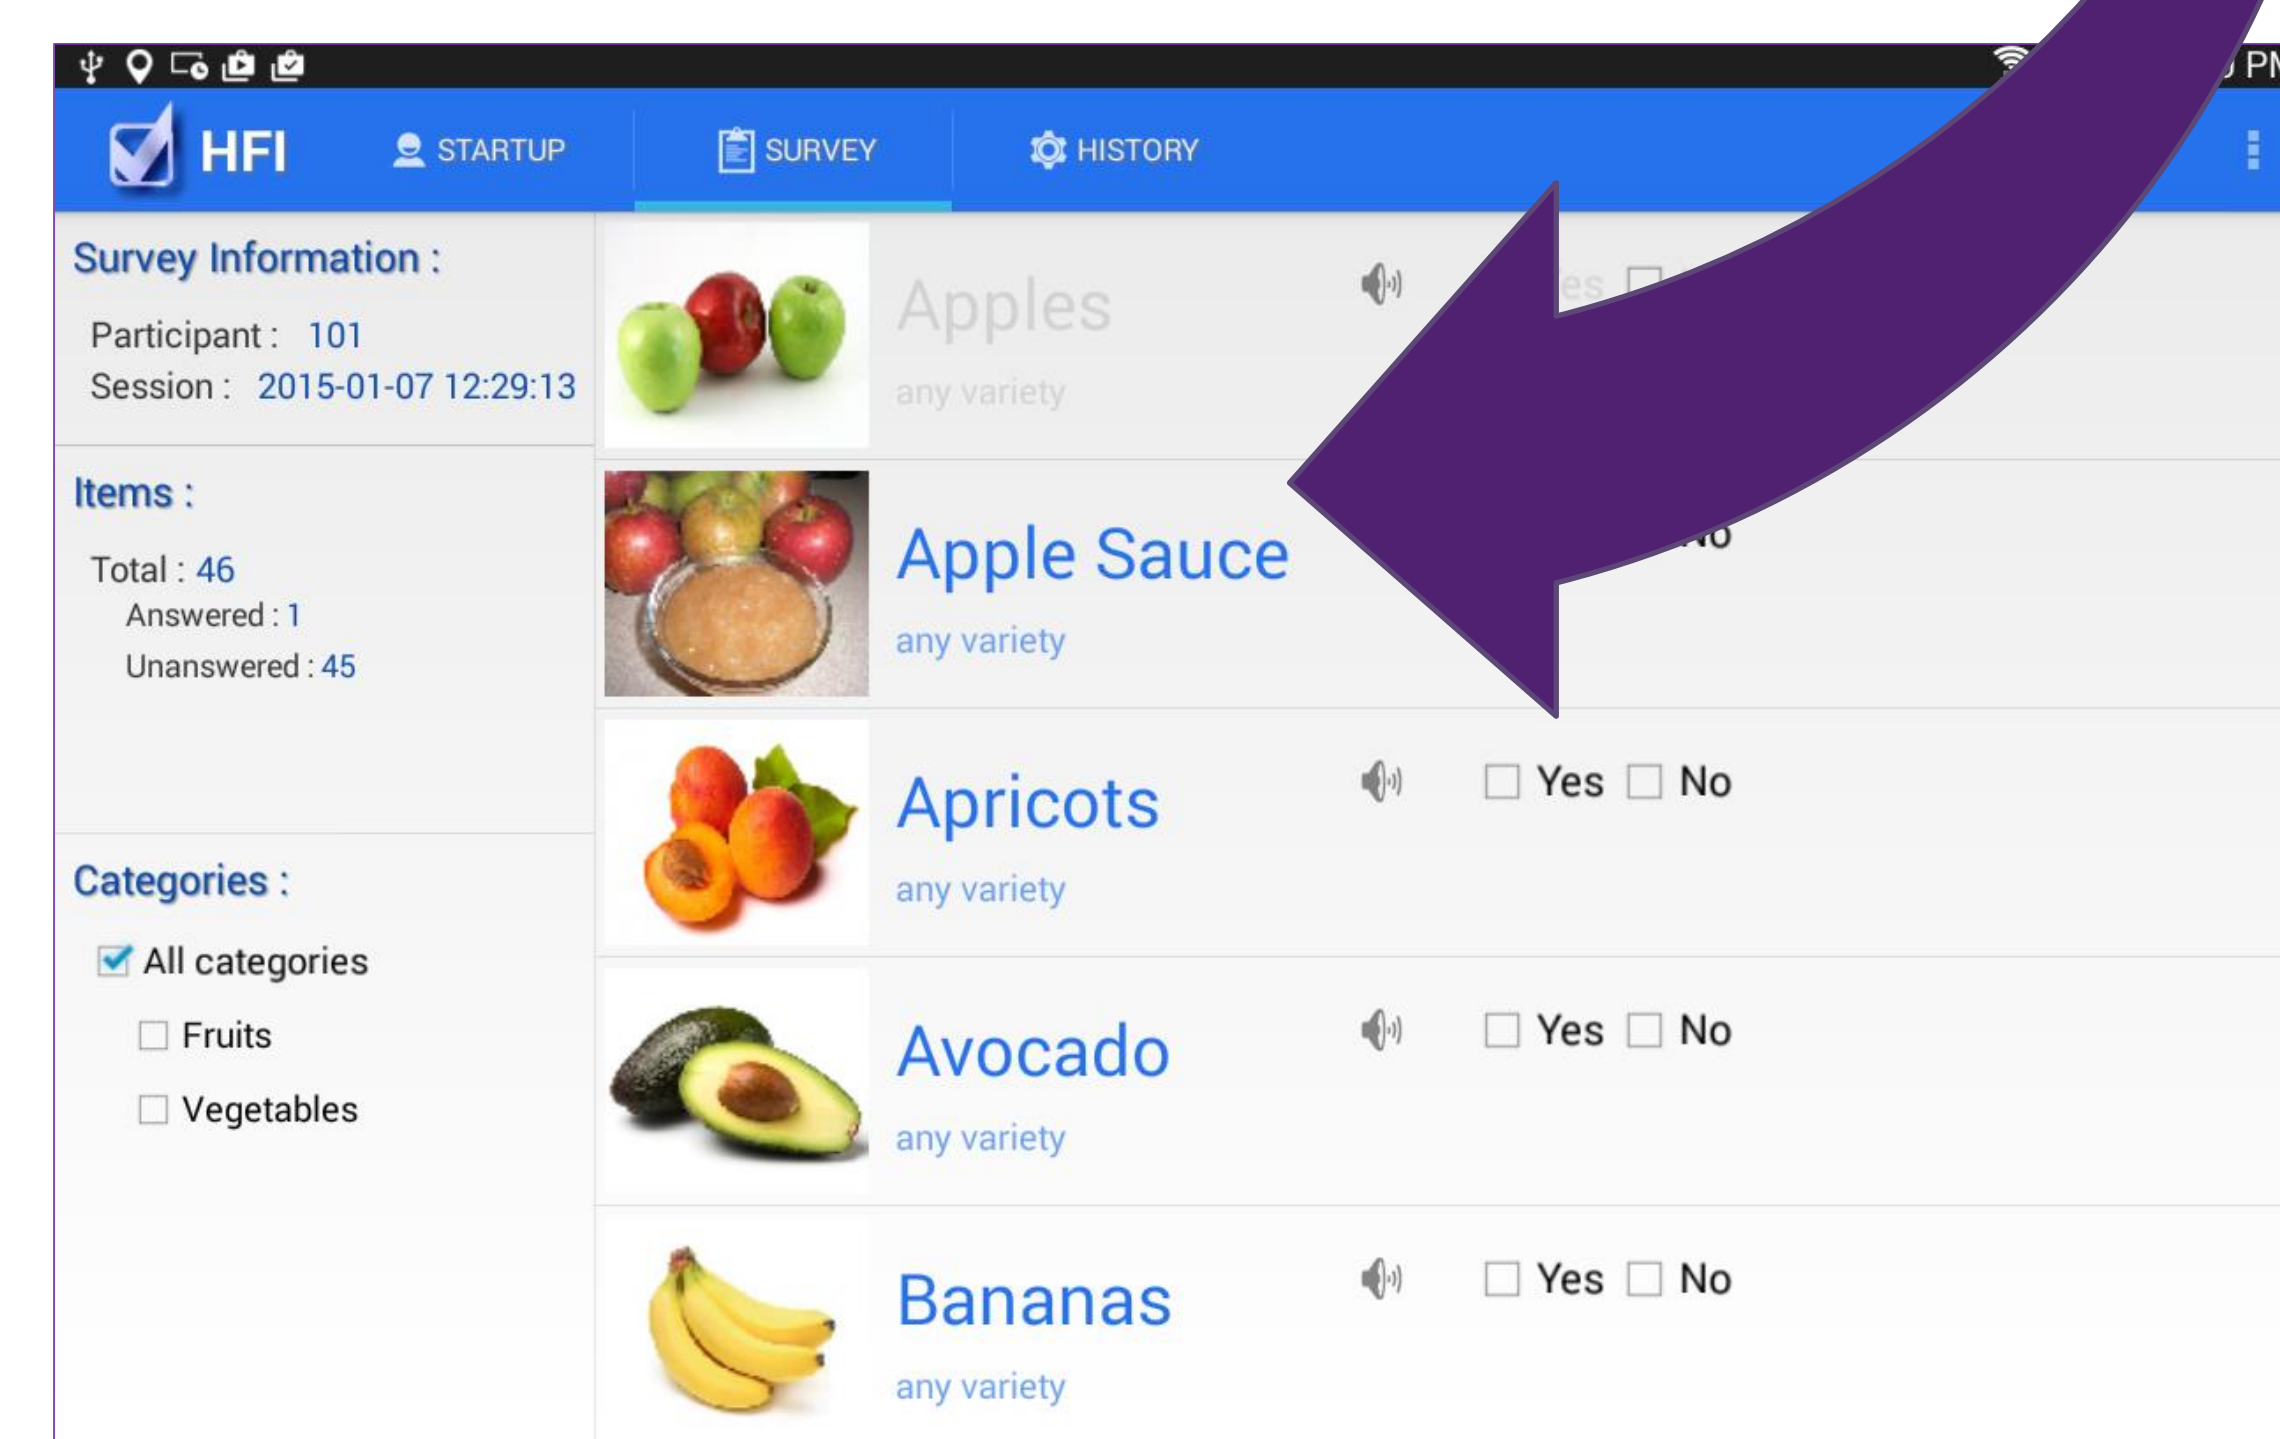 PM
HFI
STARTUP
SURVEY
HISTORY
Survey Information :
Participant : 101
Session : 2015-01-07 12:29:13
Items :
Total : 46
Answered : 1
Unanswered : 45
Categories :
All categories
Fruits
Vegetables
Apples
any variety
Apple Sauce
No
any variety
Apricots
Yes No
any variety
Avocado
Yes No
any variety
Bananas
Yes No
any variety